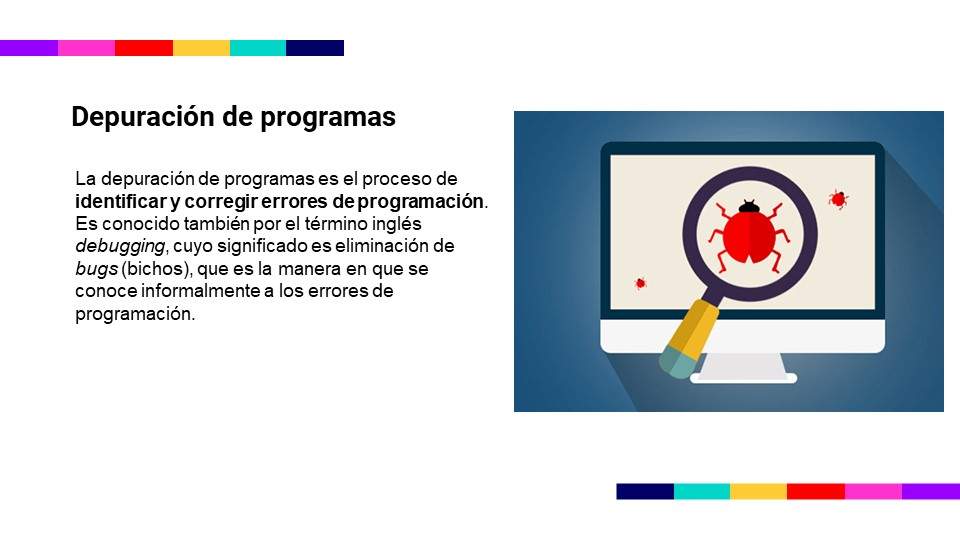 Depuración de programas
La depuración de programas es el proceso de
identificar y corregir errores de programación.
Es conocido también por el término inglés
debugging, cuyo significado es eliminación de
bugs (bichos), que es la manera en que se
conoce informalmente a los errores de
programación.